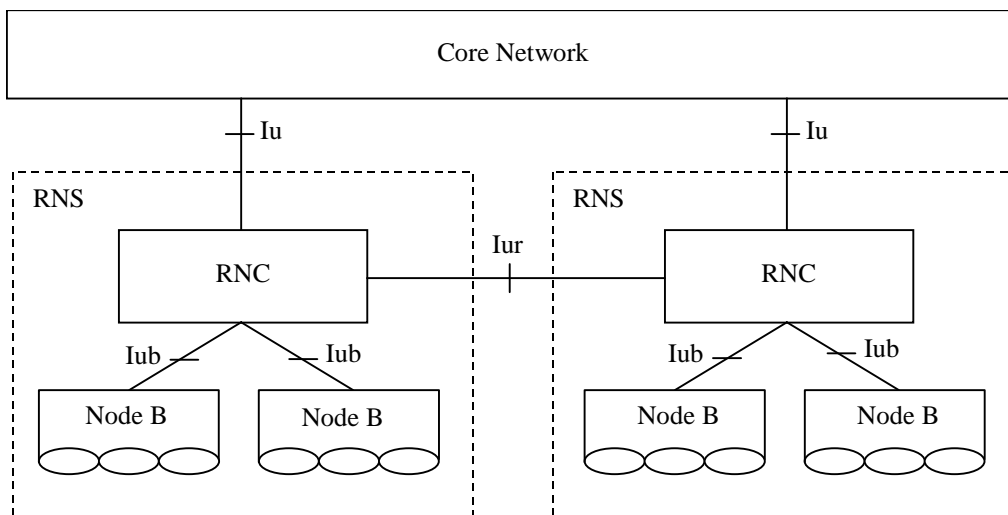 Core Network
Iu
Iu
RNS
RNS
Iur
RNC
RNC
Iub
Iub
Iub
Iub
Node B
Node B
Node B
Node B